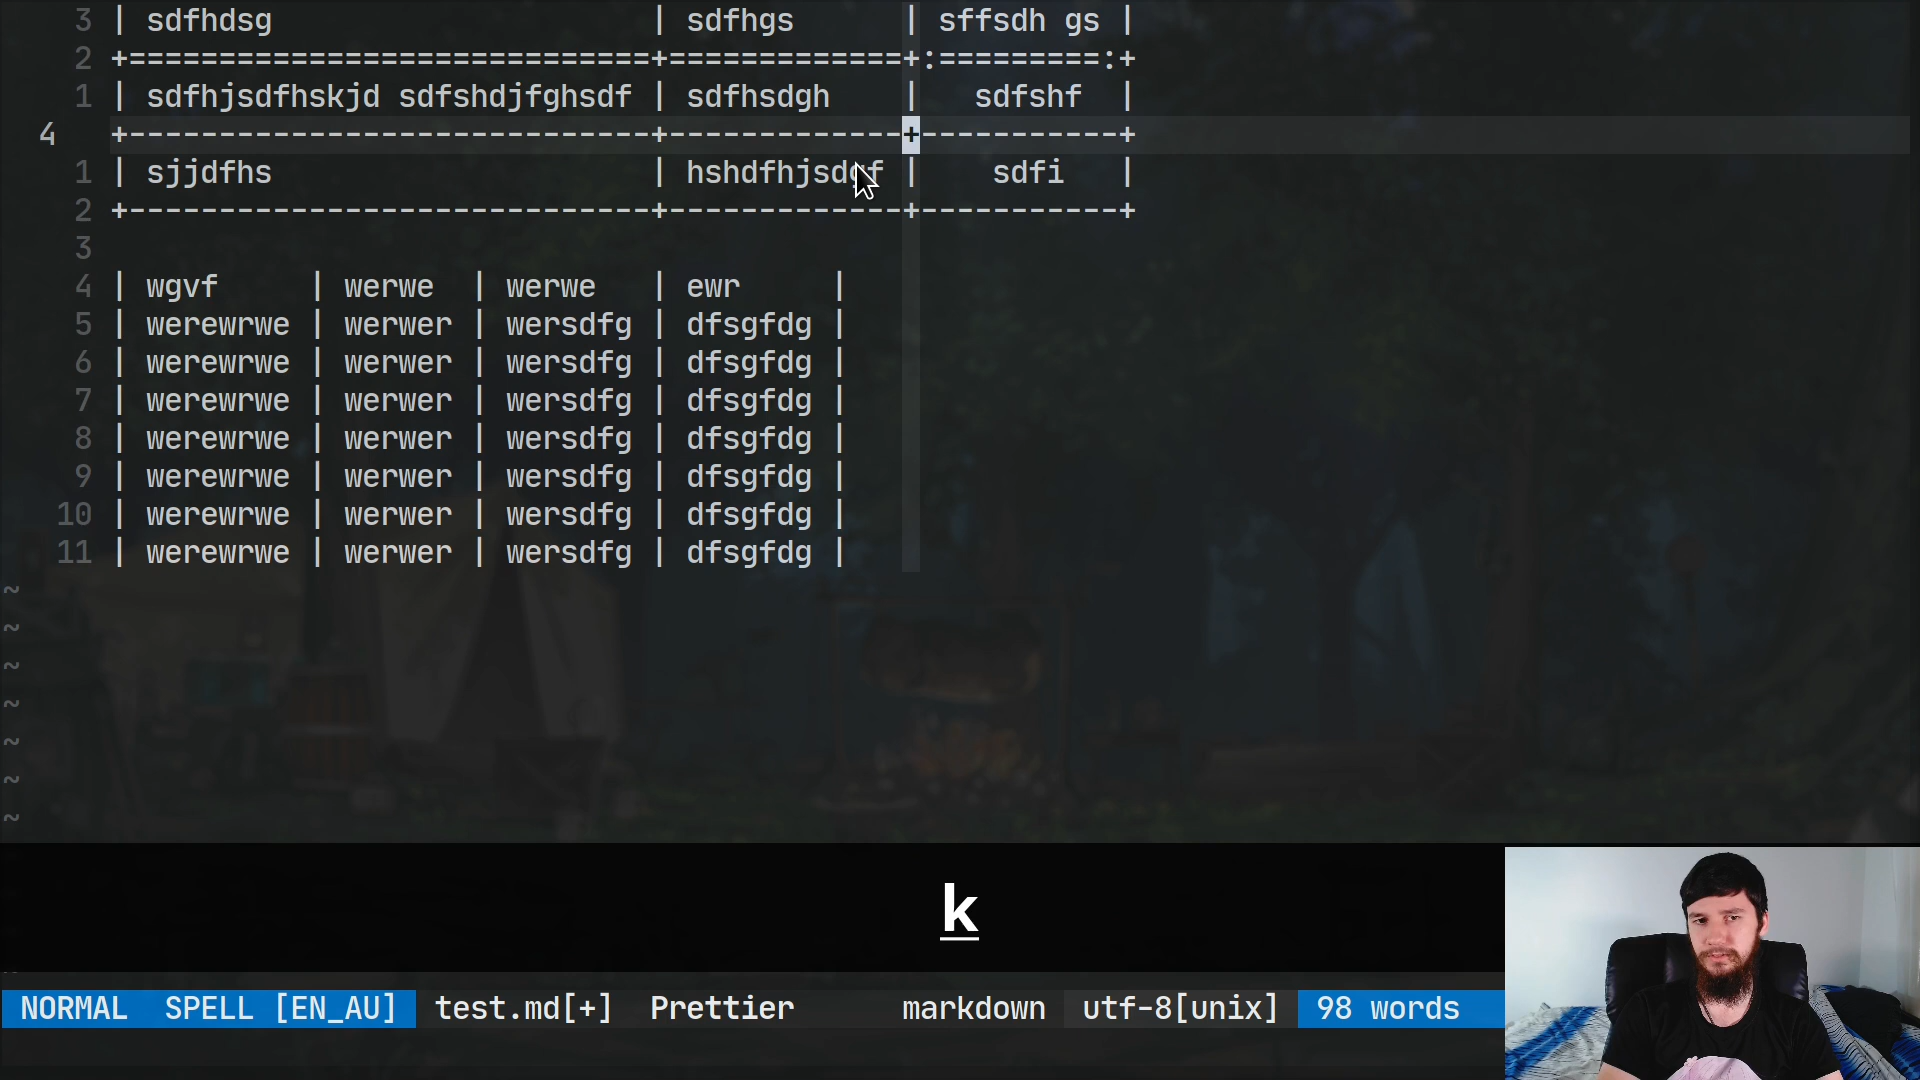 3 | sdfhdsg                     | sdfhgs      | sffsdh gs |
2 +=============================+=============+:=========:+
1 | sdfhjsdfhskjd sdfshdjfghsdf | sdfhsdgh    |   sdfshf  |
4 +-----------------------------+-------------+-----------+
1 | sjjdfhs                     | hshdfhjsdgf |    sdfi   |
2 +-----------------------------+-------------+-----------+
3
4 | wgvf     | werwe  | werwe   | ewr     |
5 | werewrwe | werwer | wersdfg | dfsgfdg |
6 | werewrwe | werwer | wersdfg | dfsgfdg |
7 | werewrwe | werwer | wersdfg | dfsgfdg |
8 | werewrwe | werwer | wersdfg | dfsgfdg |
9 | werewrwe | werwer | wersdfg | dfsgfdg |
10 | werewrwe | werwer | wersdfg | dfsgfdg |
11 | werewrwe | werwer | wersdfg | dfsgfdg |
~
~
~
~
~
~
~
k
NORMAL SPELL [EN_AU] test.md[+] Prettier markdown utf-8[unix] 98 words